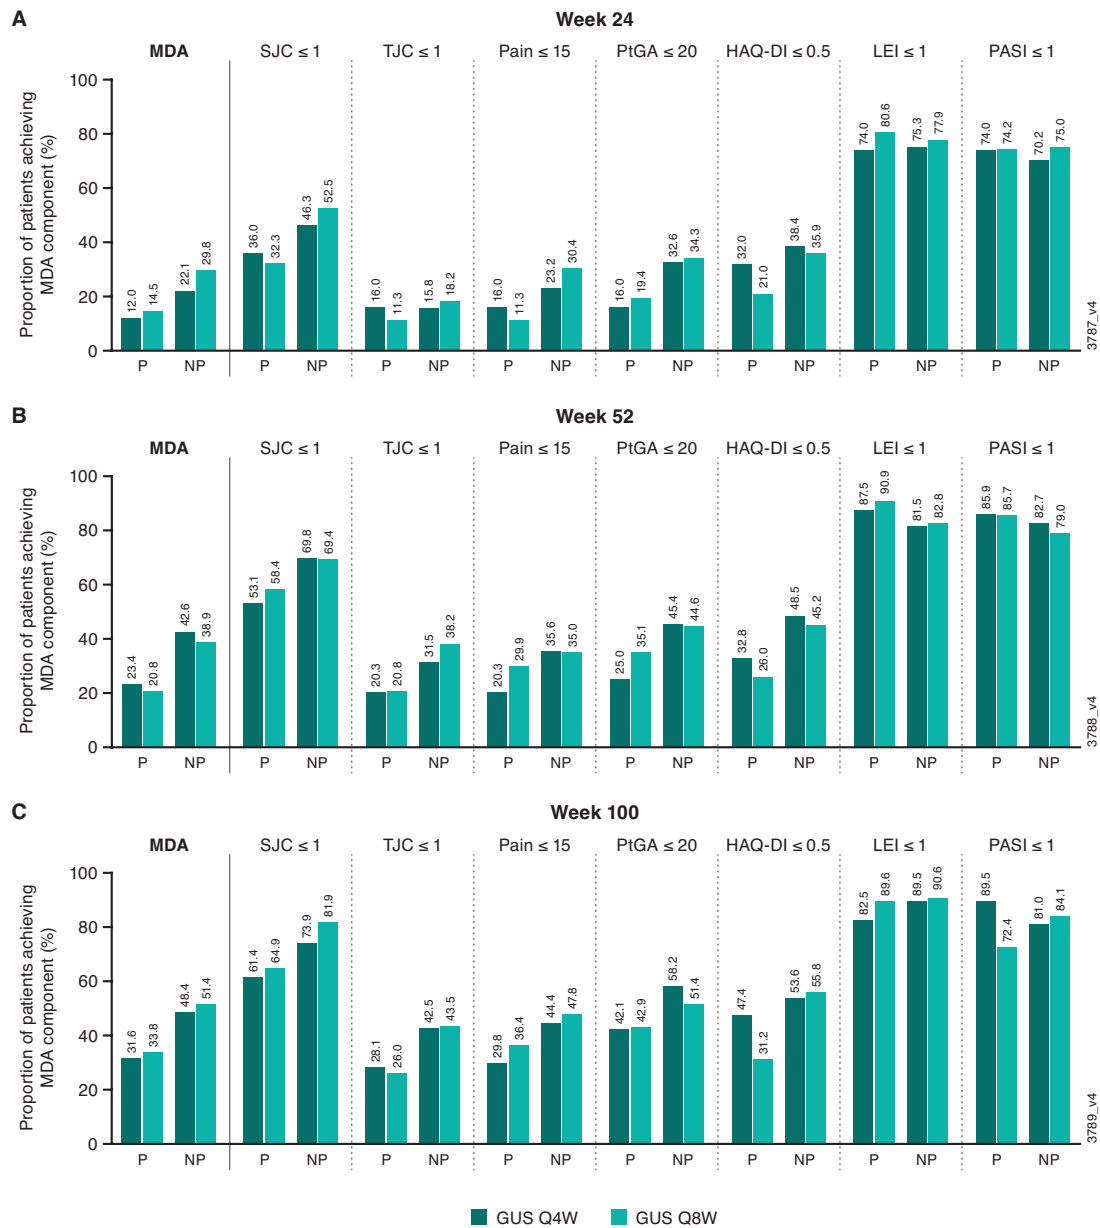 A
Week 24
MDA SJC ≤ 1 TJC ≤ 1 Pain ≤ 15 PtGA ≤ 20 HAQ-DI ≤ 0.5 LEI ≤ 1 PASI ≤ 1
Proportion of patients achieving
MDA component (%)
100
80
60
40
20
0
12.0 14.5 22.1 29.8 36.0 32.3 46.3 52.5 16.0 11.3 15.8 18.2 16.0 11.3 23.2 30.4 16.0 19.4 32.6 34.3 32.0 21.0 38.4 35.9 74.0 80.6 75.3 77.9 74.0 74.2 70.2 75.0
P NP P NP P NP P NP P NP P NP P NP P NP
3787_v4
B
Week 52
MDA SJC ≤ 1 TJC ≤ 1 Pain ≤ 15 PtGA ≤ 20 HAQ-DI ≤ 0.5 LEI ≤ 1 PASI ≤ 1
Proportion of patients achieving
MDA component (%)
100
80
60
40
20
0
23.4 20.8 42.6 38.9 53.1 58.4 69.8 69.4 20.3 20.8 31.5 38.2 20.3 29.9 35.6 35.0 25.0 35.1 45.4 44.6 32.8 26.0 48.5 45.2 87.5 90.9 81.5 82.8 85.9 85.7 82.7 79.0
P NP P NP P NP P NP P NP P NP P NP P NP
3788_v4
C
Week 100
MDA SJC ≤ 1 TJC ≤ 1 Pain ≤ 15 PtGA ≤ 20 HAQ-DI ≤ 0.5 LEI ≤ 1 PASI ≤ 1
Proportion of patients achieving
MDA component (%)
100
80
60
40
20
0
31.6 33.8 48.4 51.4 61.4 64.9 73.9 81.9 28.1 26.0 42.5 43.5 29.8 36.4 44.4 47.8 42.1 42.9 58.2 51.4 47.4 31.2 53.6 55.8 82.5 89.6 89.5 90.6 89.5 72.4 81.0 84.1
P NP P NP P NP P NP P NP P NP P NP P NP
3789_v4
GUS Q4W GUS Q8W